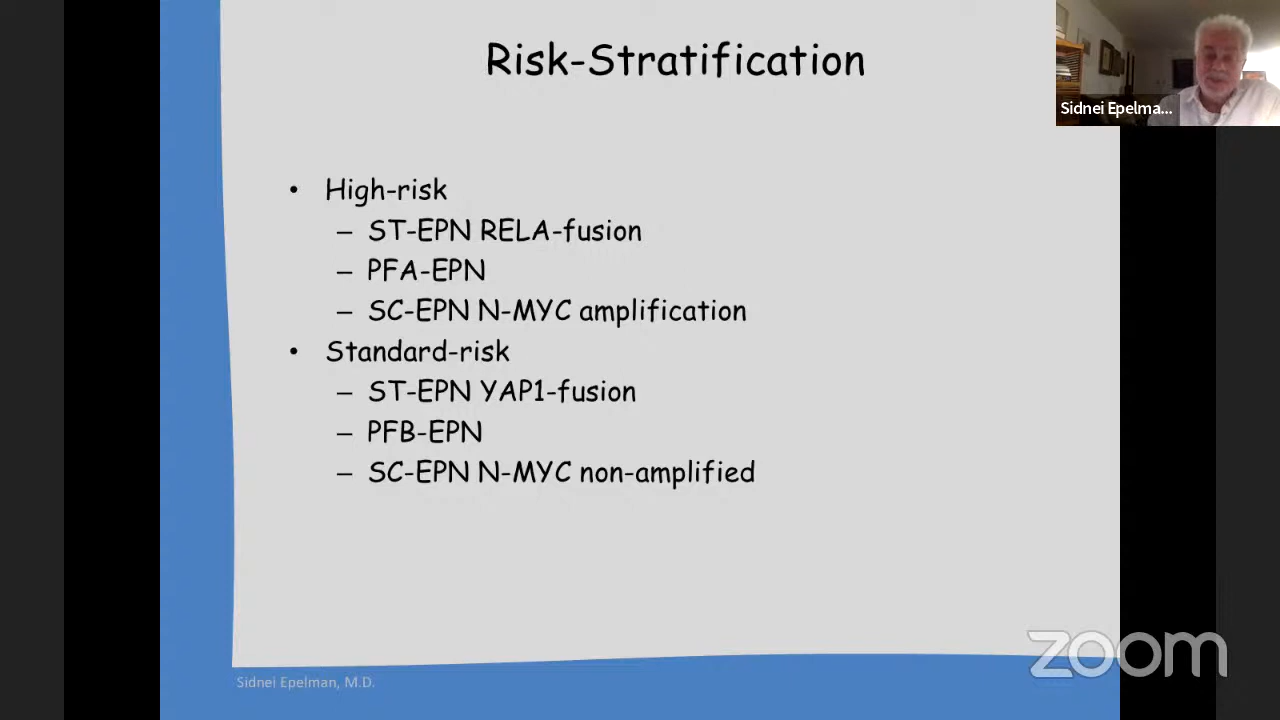 Risk-Stratification
Sidnei Epelma...
• High-risk
– ST-EPN RELA-fusion
– PFA-EPN
– SC-EPN N-MYC amplification
• Standard-risk
– ST-EPN YAP1-fusion
– PFB-EPN
– SC-EPN N-MYC non-amplified
zoom
Sidnei Epelman, M.D.